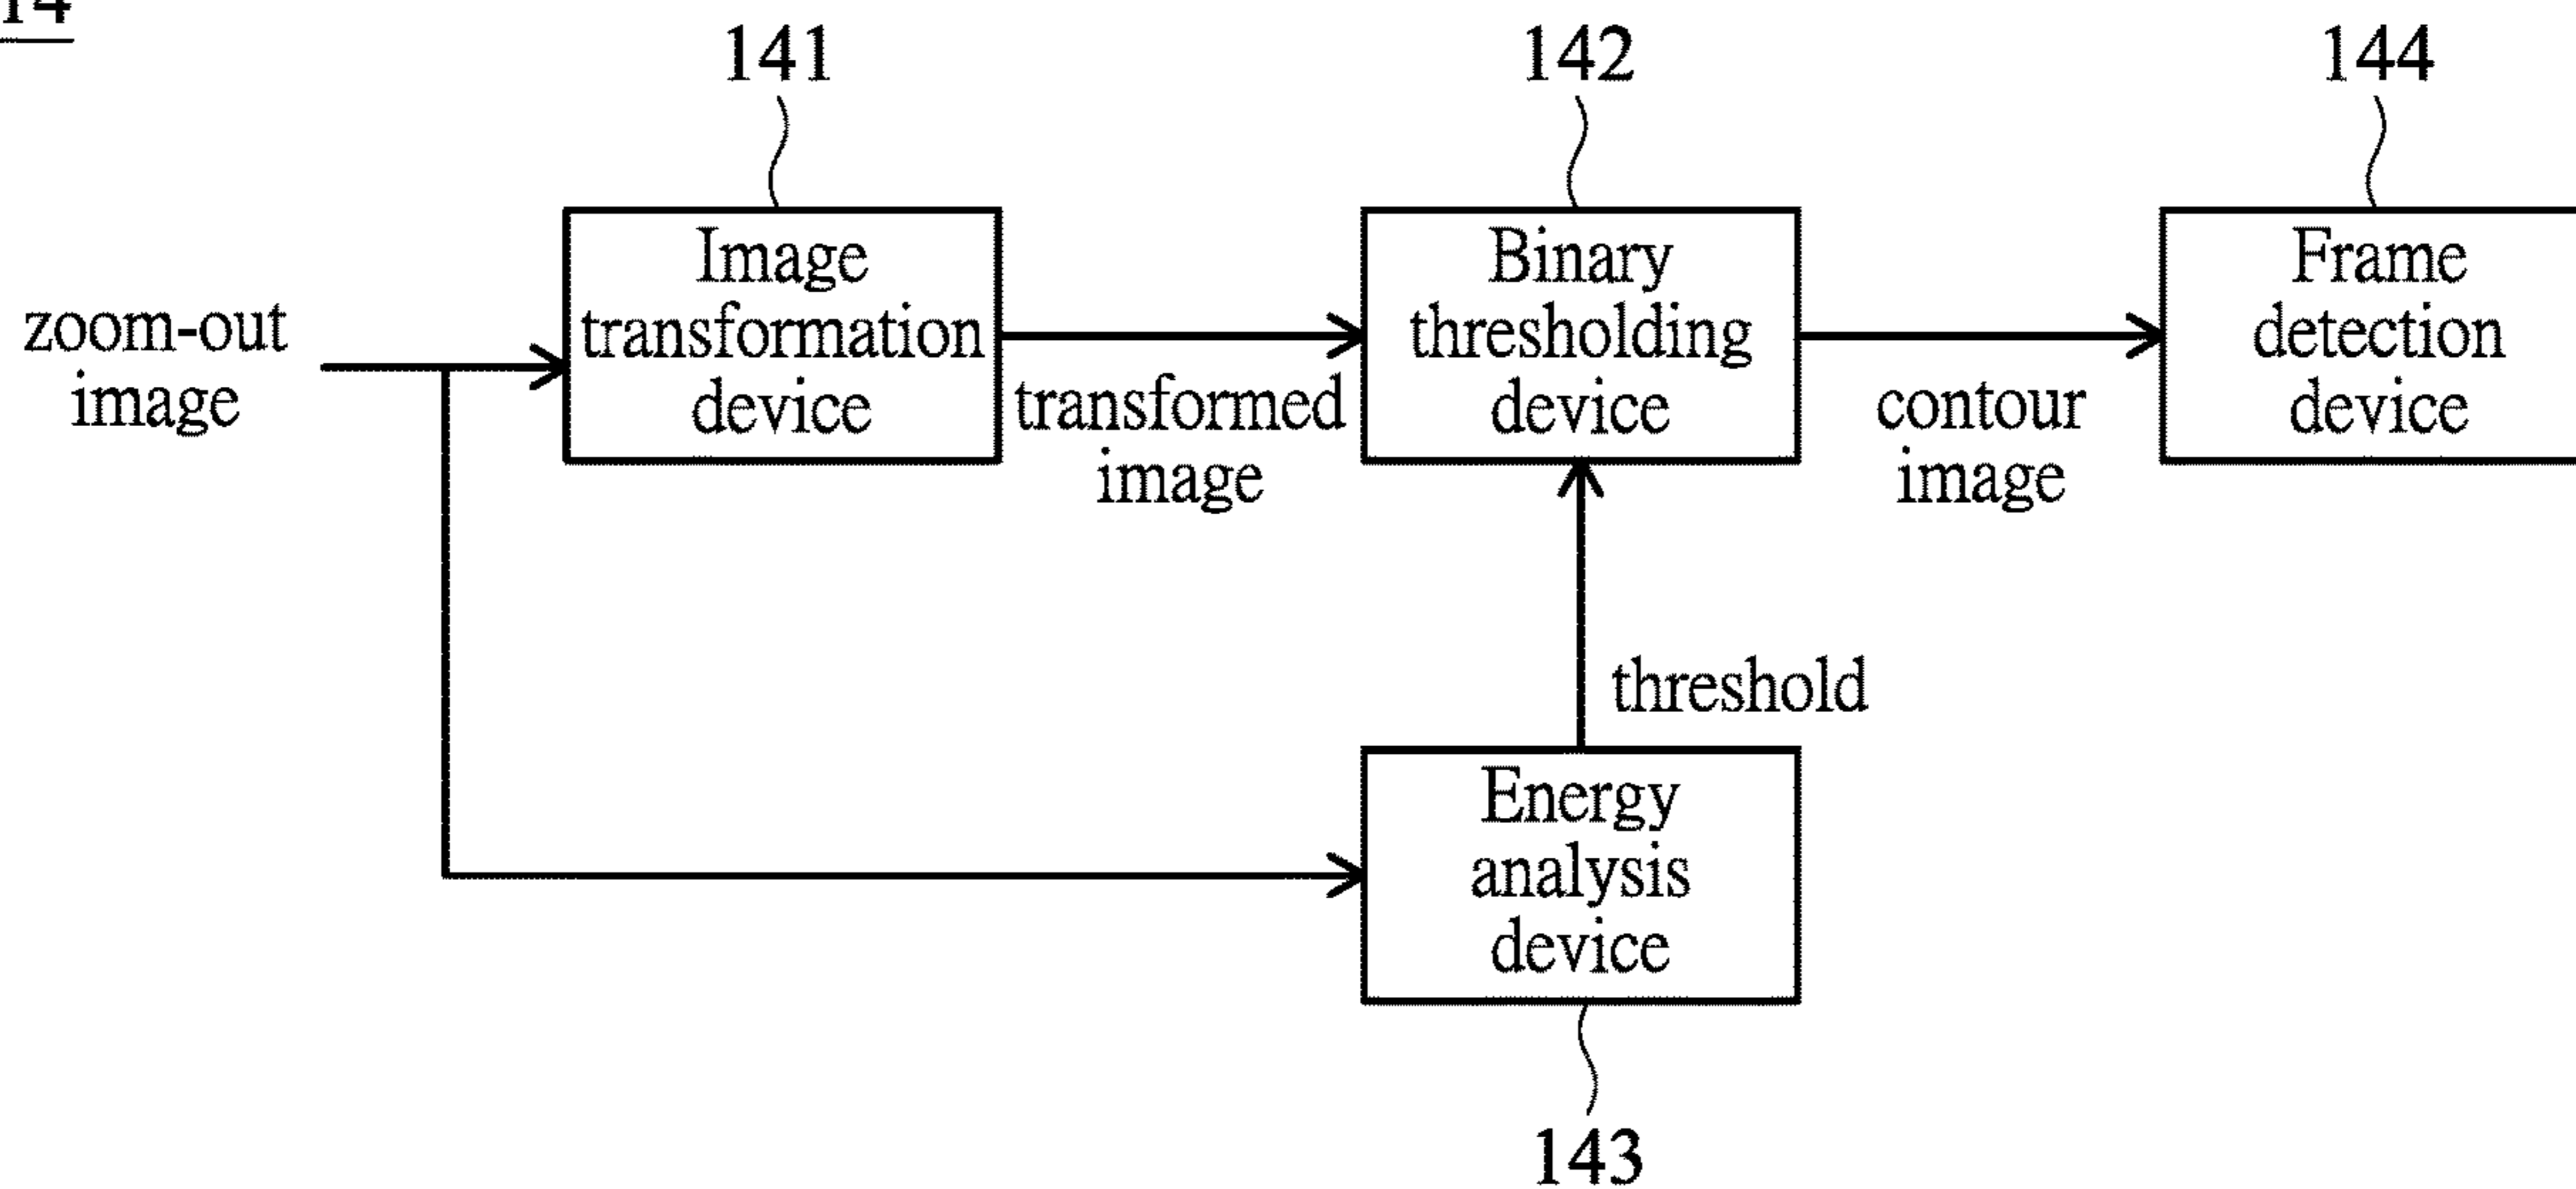 14
141
142
144
zoom-out
image
Image
transformation
device
transformed
image
Binary
thresholding
device
contour
image
Frame
detection
device
threshold
Energy
analysis
device
143